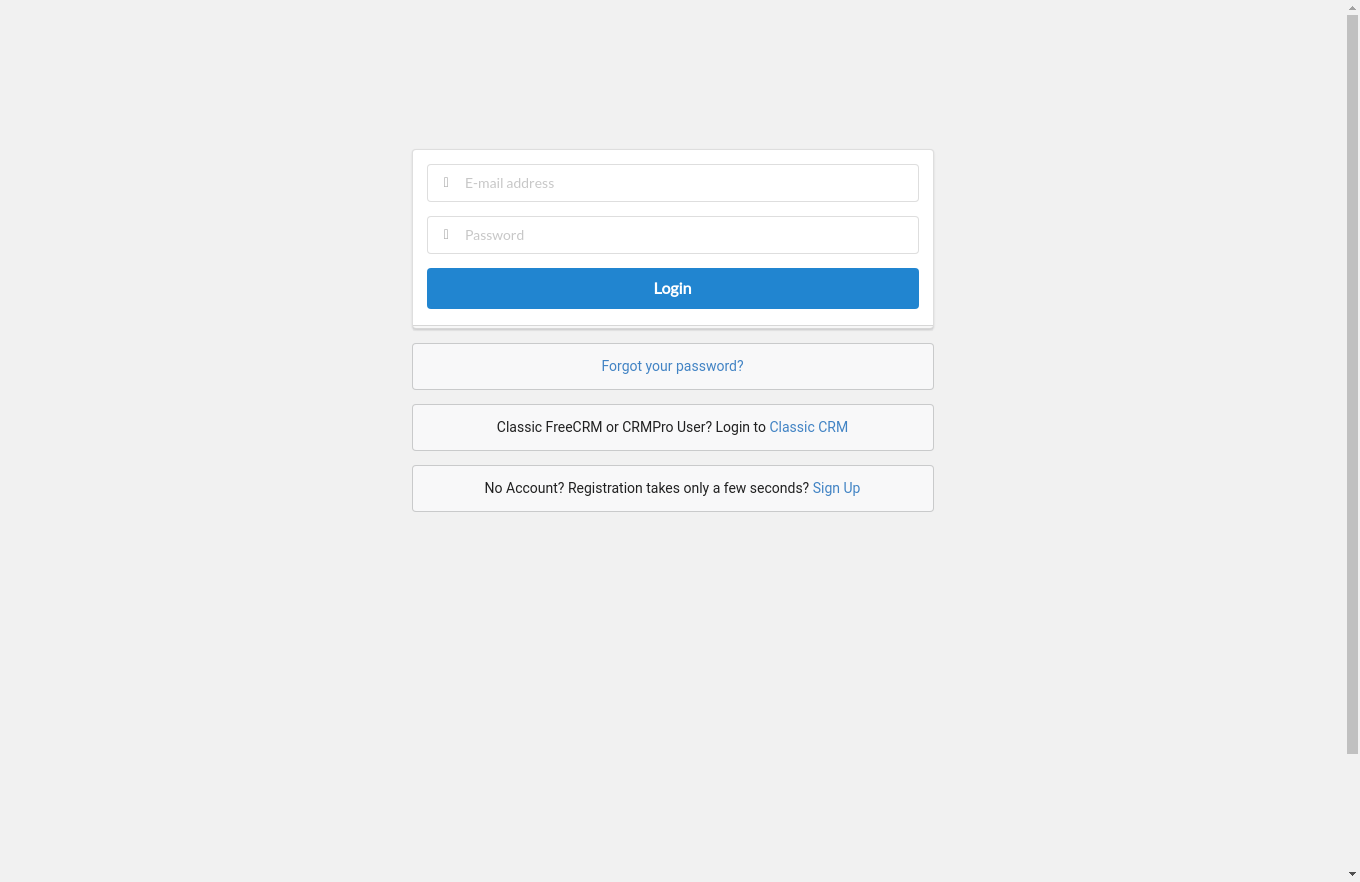 E-mail address
Password
Login
Forgot your password?
Classic FreeCRM or CRMPro User? Login to Classic CRM
No Account? Registration takes only a few seconds? Sign Up